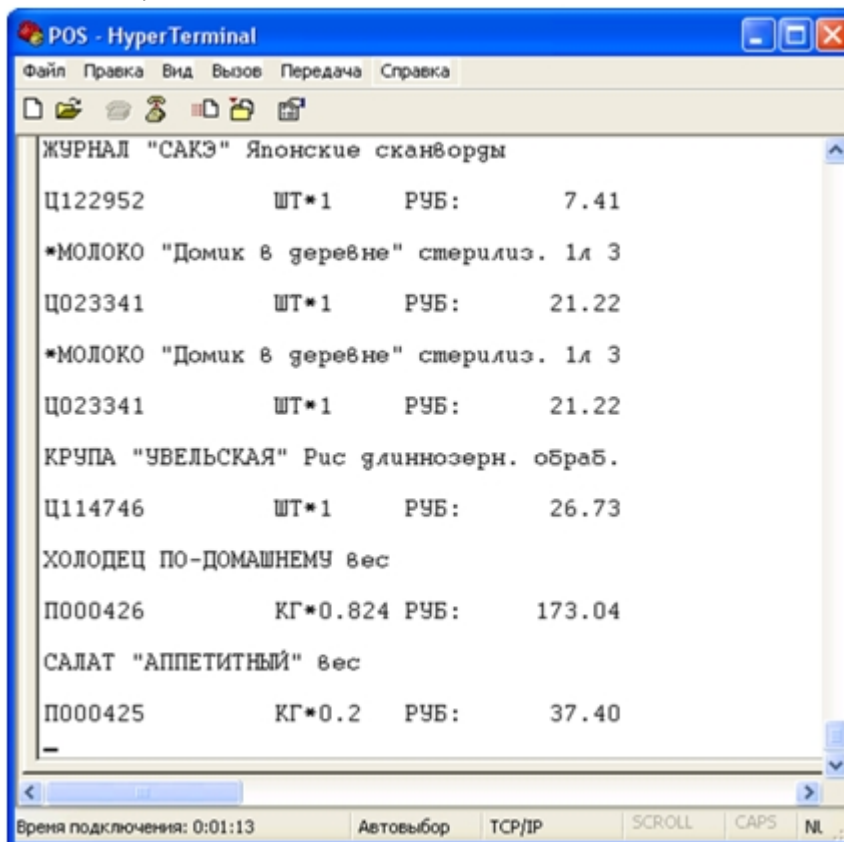 POS - HyperTerminal
Файл Правка Вид Вызов Передача Справка
ЖУРНАЛ "САКЭ" Японские сканворды
Ц122952 ШТ*1 РУБ: 7.41
*МОЛОКО "Домик в деревне" стерилиз. 1л 3
Ц023341 ШТ*1 РУБ: 21.22
*МОЛОКО "Домик в деревне" стерилиз. 1л 3
Ц023341 ШТ*1 РУБ: 21.22
КРУПА "УВЕЛЬСКАЯ" Рис длиннозерн. обраб.
Ц114746 ШТ*1 РУБ: 26.73
ХОЛОДЕЦ ПО-ДОМАШНЕМУ вес
П000426 КГ*0.824 РУБ: 173.04
САЛАТ "АППЕТИТНЫЙ" вес
П000425 КГ*0.2 РУБ: 37.40
Время подключения: 0:01:13 Автовыбор TCP/IP SCROLL CAPS NL